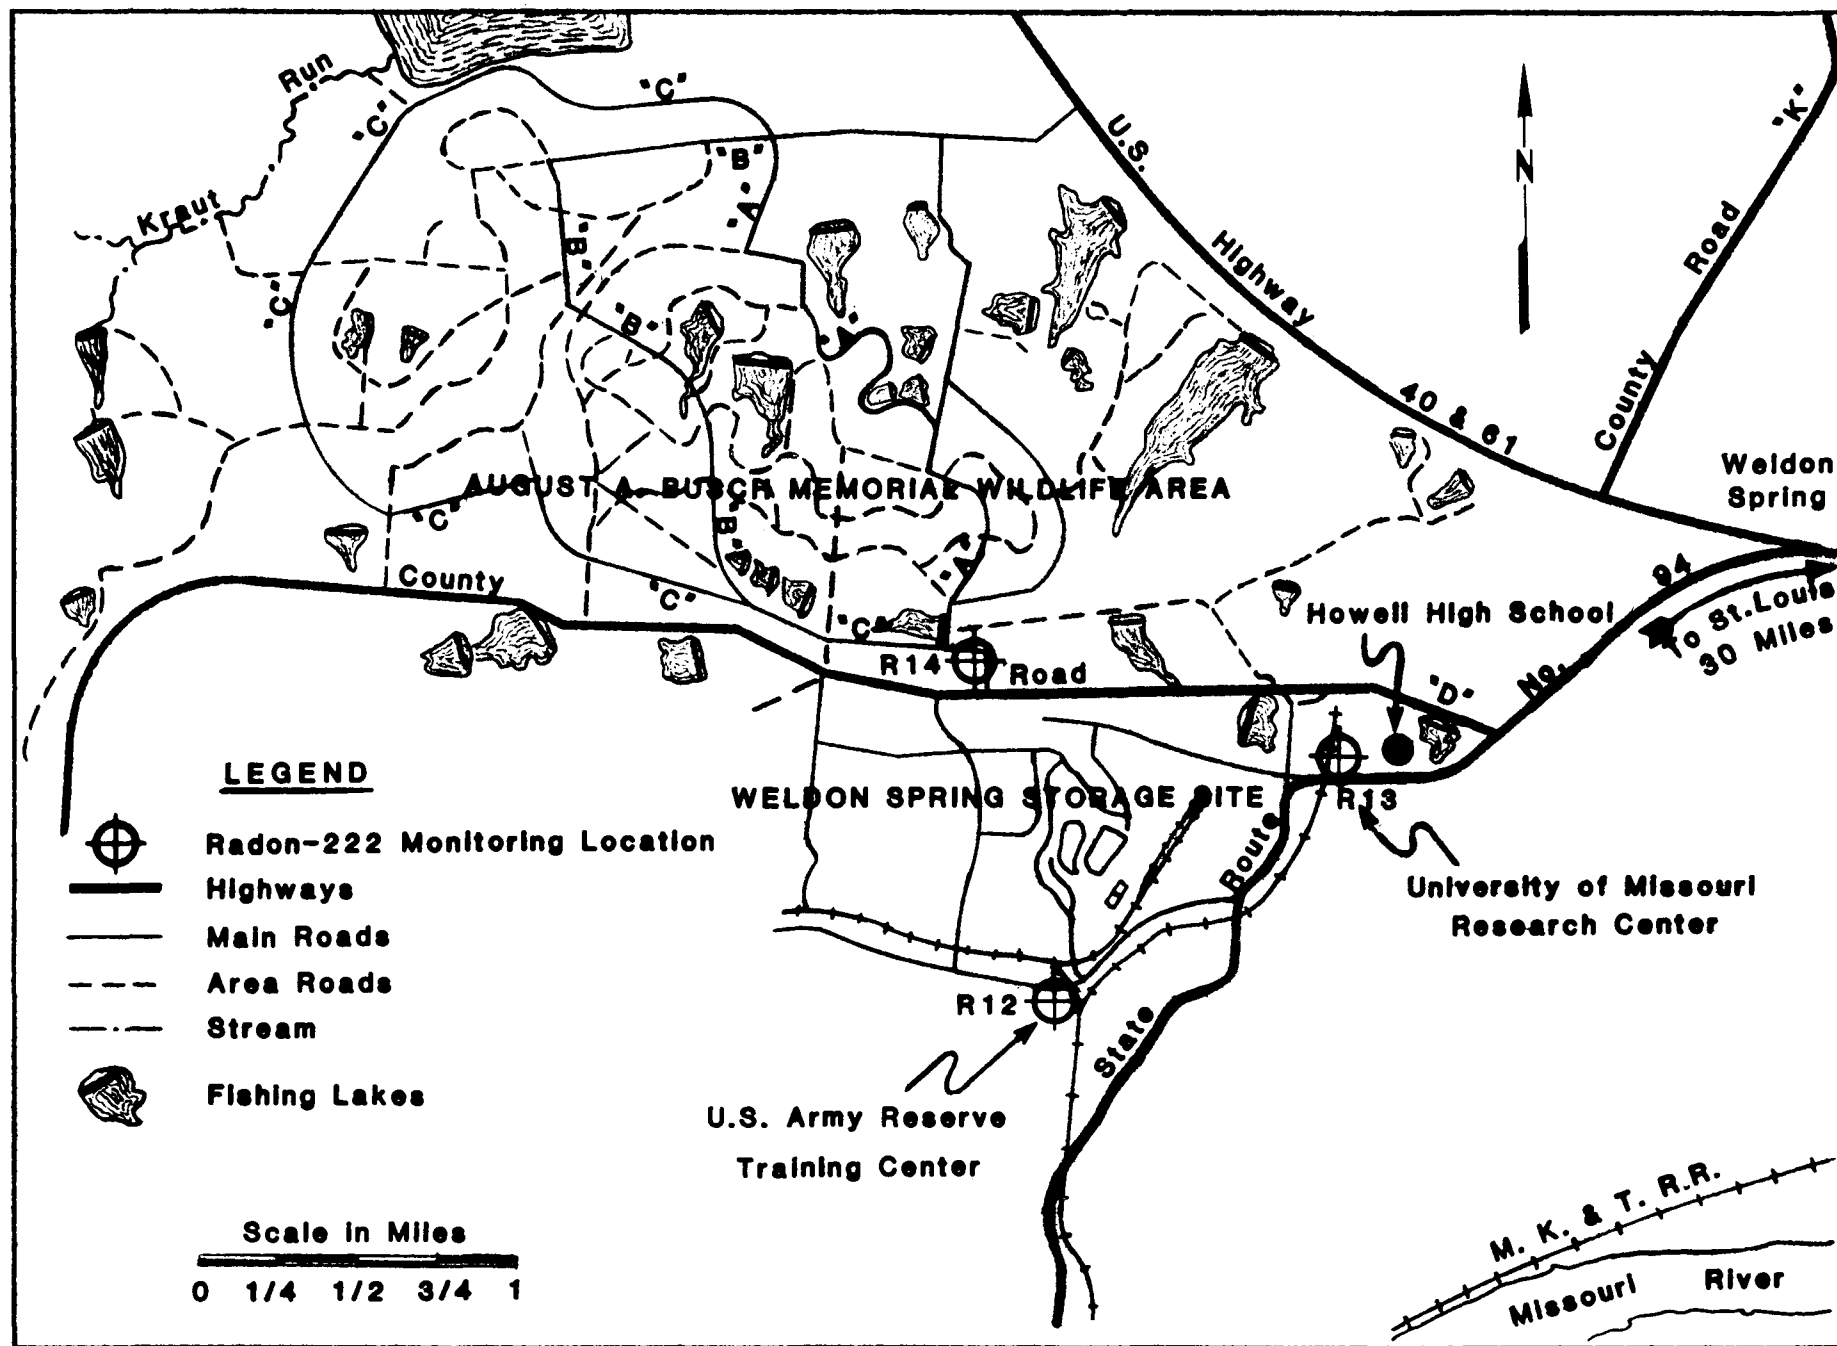 Run
"C"
"C"
Kraut
"B"
"A"
"B"
"C"
"B"
"A"
U.S.
Highway
40 & 61
N
"K"
Road
County
Weldon
Spring
AUGUST A. BUSCH MEMORIAL WILDLIFE AREA
"C"
"B"
"A"
County
"C"
"C"
R14
Road
Howell High School
94
To St. Louis
30 Miles
"D"
No.
WELDON SPRING STORAGE SITE
R13
Route
State
University of Missouri
Research Center
R12
U.S. Army Reserve
Training Center
LEGEND
Radon-222 Monitoring Location
Highways
Main Roads
Area Roads
Stream
Fishing Lakes
Scale in Miles
0 1/4 1/2 3/4 1
M. K. & T. R.R.
Missouri River